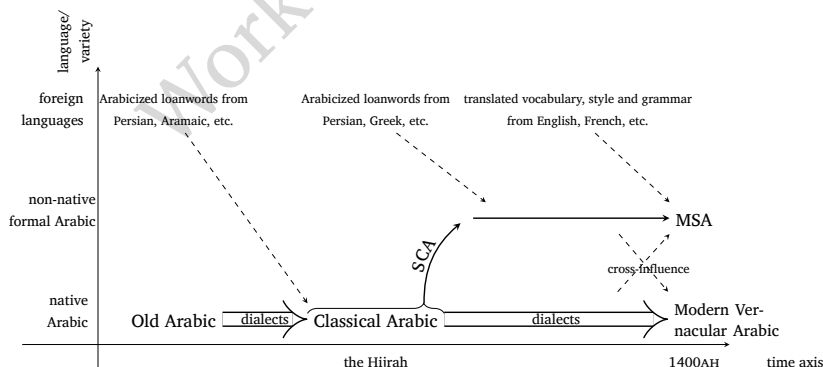 language/
variety
Work
foreign
languages
Arabicized loanwords from
Persian, Aramaic, etc.
Arabicized loanwords from
Persian, Greek, etc.
translated vocabulary, style and grammar
from English, French, etc.
non-native
formal Arabic
MSA
SCA
cross-influence
native
Arabic
Old Arabic
dialects
Classical Arabic
dialects
Modern Ver-
nacular Arabic
the Hijrah
1400AH
time axis